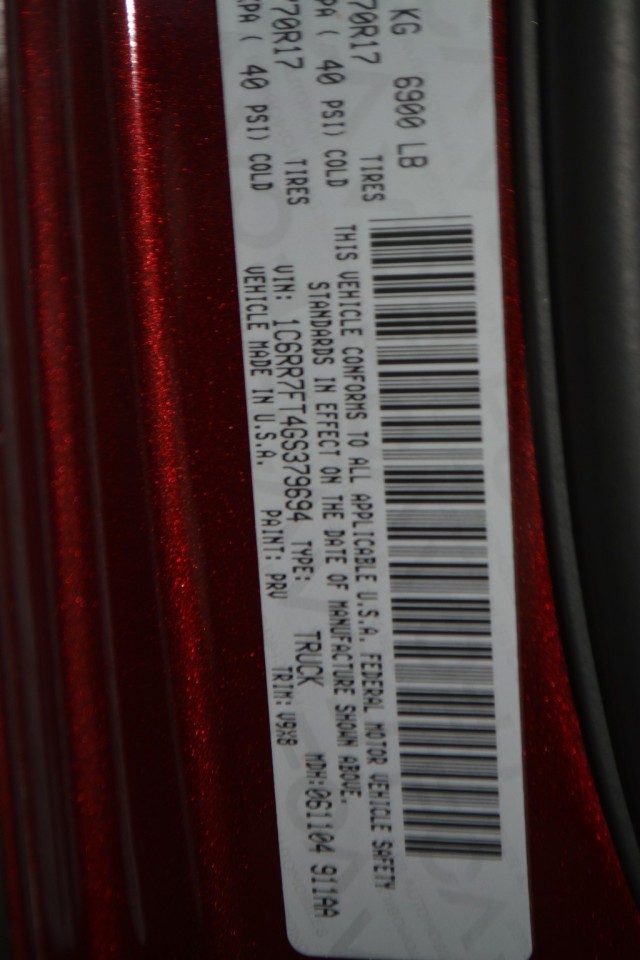 KG 6900 LB
70R17 TIRES
PA ( 40 PSI) COLD
70R17 TIRES
PA ( 40 PSI) COLD
THIS VEHICLE CONFORMS TO ALL APPLICABLE U.S.A. FEDERAL MOTOR VEHICLE SAFETY
STANDARDS IN EFFECT ON THE DATE OF MANUFACTURE SHOWN ABOVE.
VIN: 1C6RR7FT4GS379694 TYPE: TRUCK MDH:061104 911AA
VEHICLE MADE IN U.S.A. PAINT: PRV TRIM: V9X8